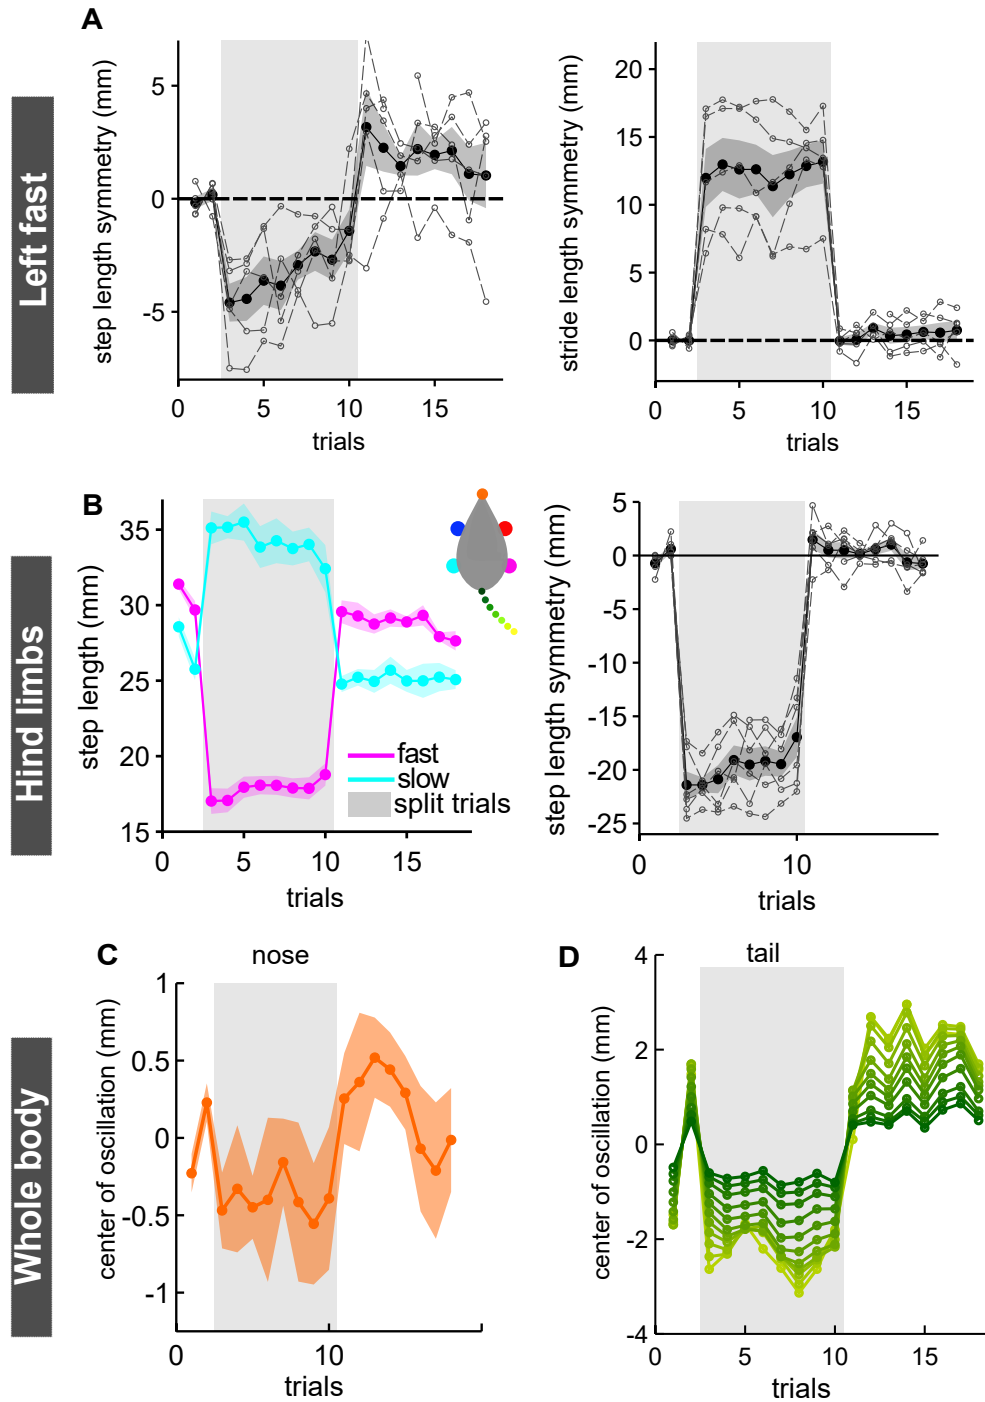 A
Left fast
step length symmetry (mm)
5
0
-5
0
5
10
15
trials
stride length symmetry (mm)
20
15
10
5
0
0
5
10
15
trials
B
Hind limbs
step length (mm)
35
30
25
20
15
0
5
10
15
trials
fast
slow
split trials
step length symmetry (mm)
5
0
-5
-10
-15
-20
-25
0
10
trials
Whole body
C
nose
center of oscillation (mm)
1
0.5
0
-0.5
-1
0
10
trials
D
tail
center of oscillation (mm)
4
2
0
-2
-4
0
5
10
15
trials